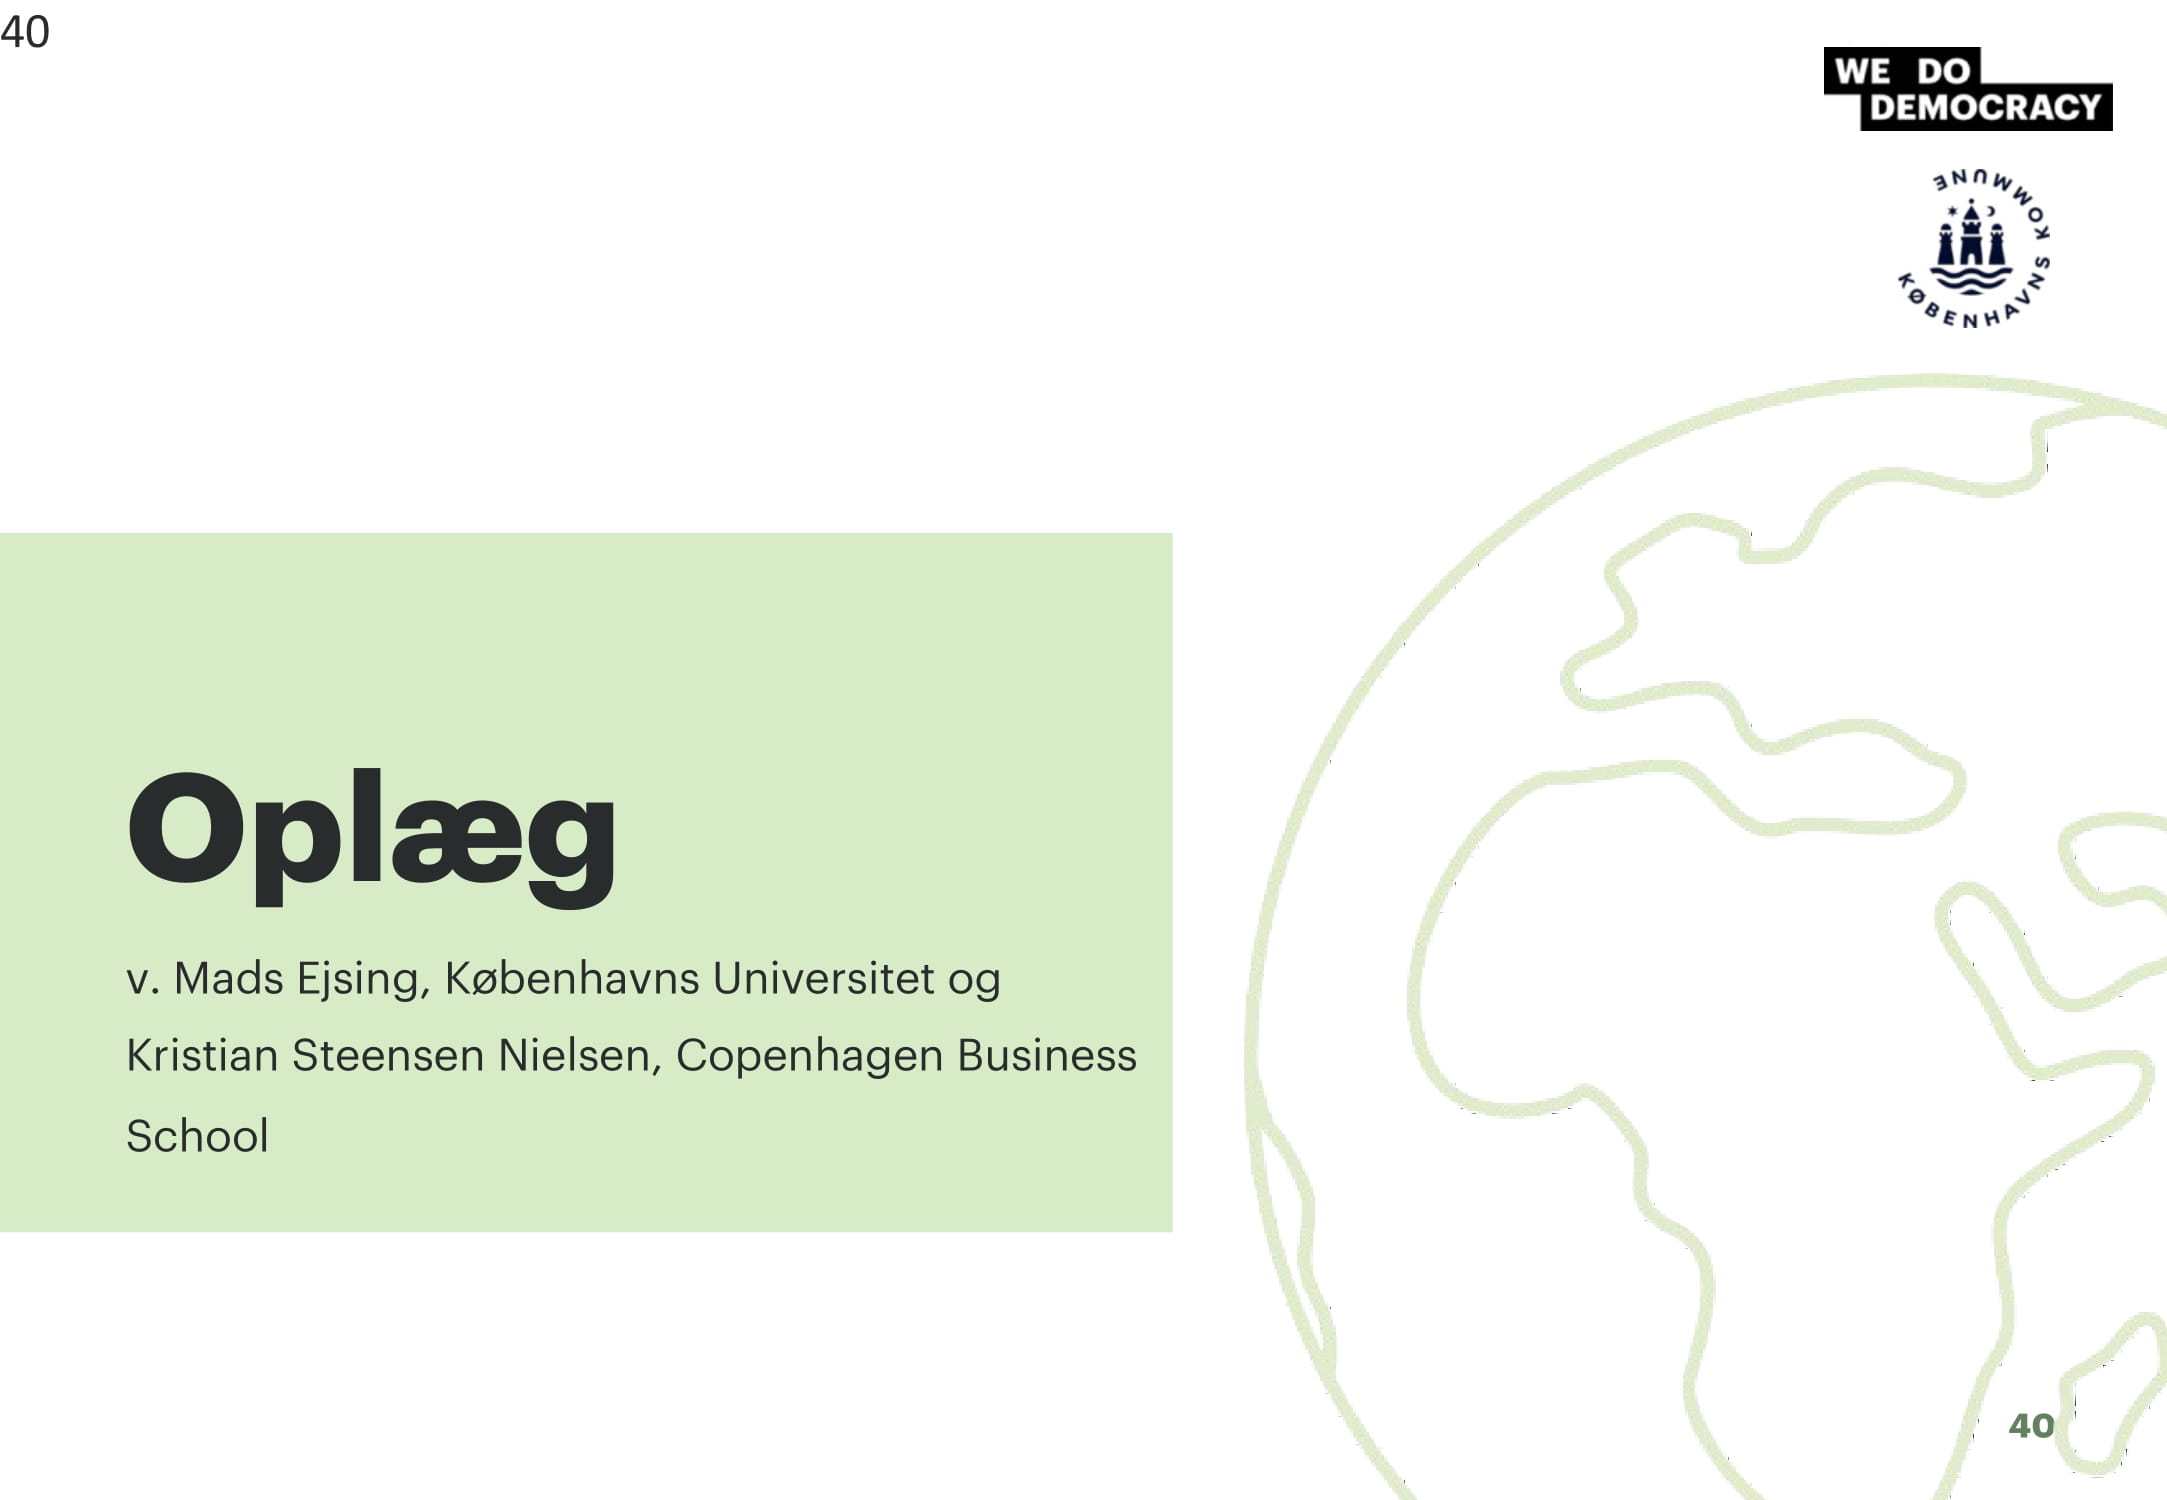 40
WE DO
DEMOCRACY
KØBENHAVNS KOMMUNE
Oplæg
v. Mads Ejsing, Københavns Universitet og
Kristian Steensen Nielsen, Copenhagen Business
School
40